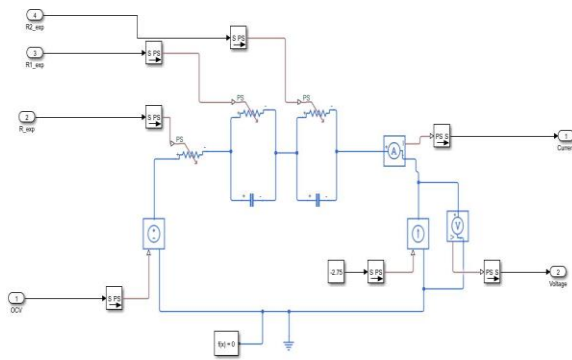 4
R2_exp
S PS
3
R1_exp
S PS
PS
PS
2
R_exp
S PS
PS
A
PS S
1
Current
V
-2.75
S PS
PS S
2
Voltage
1
OCV
S PS
f(x) = 0